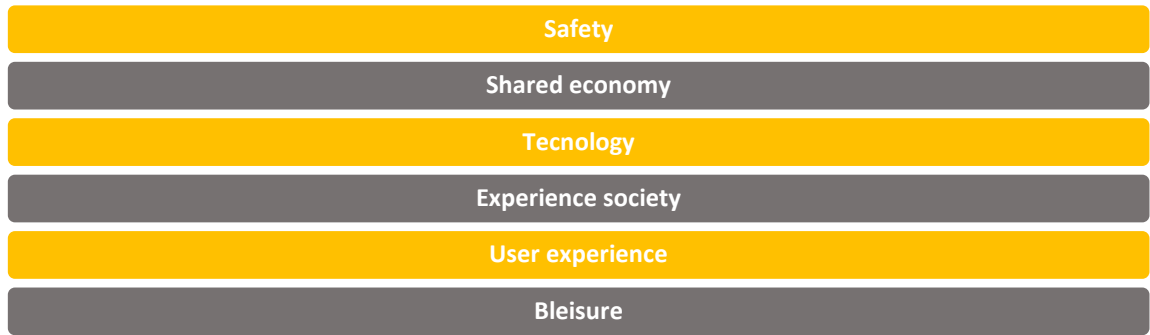 Safety
Shared economy
Tecnology
Experience society
User experience
Bleisure